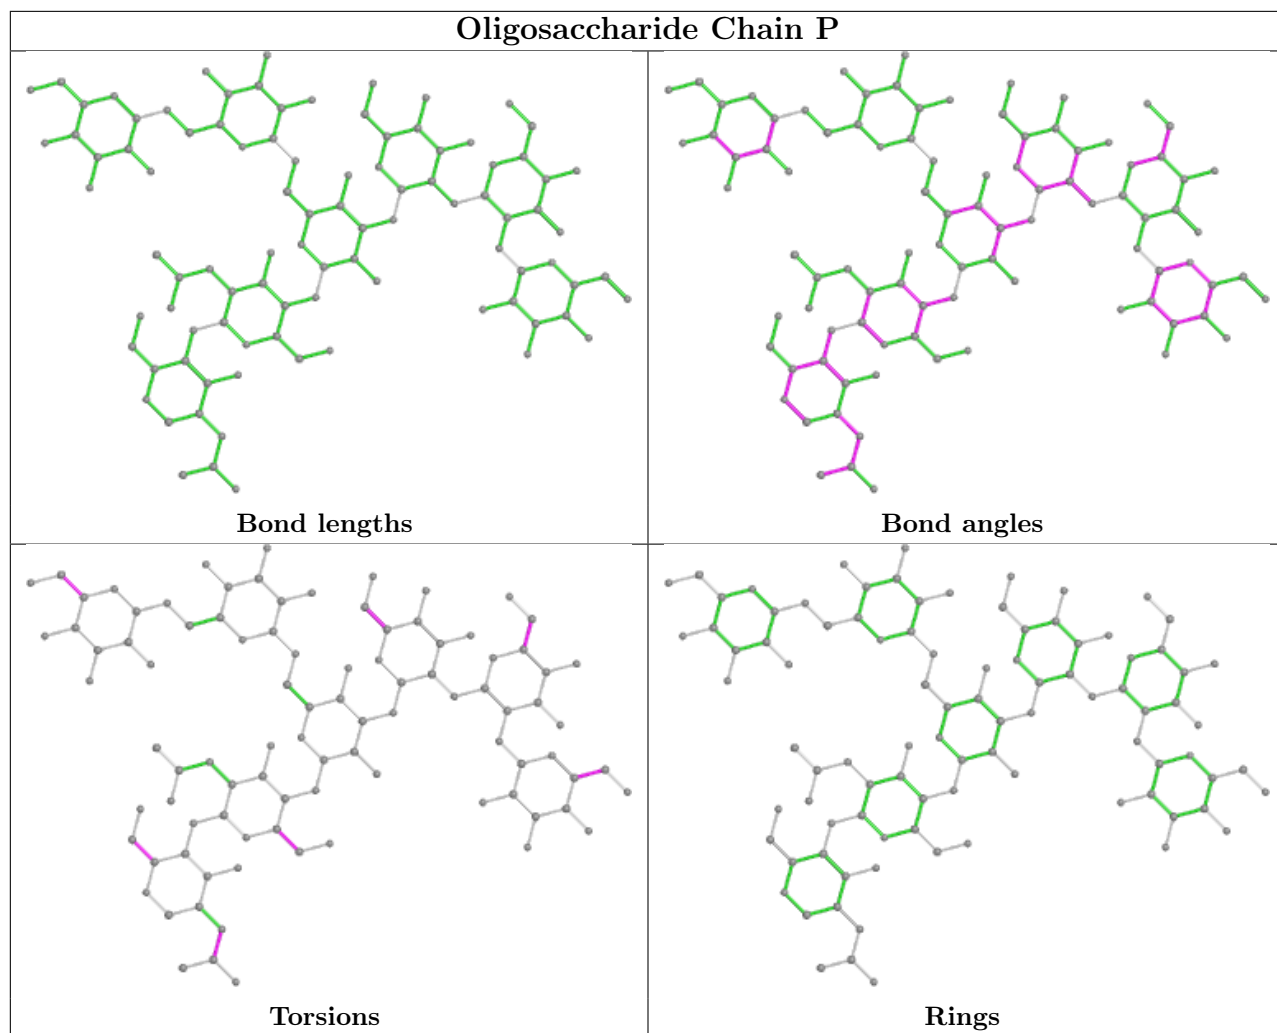 Oligosaccharide Chain P
Bond lengths
Bond angles
Torsions
Rings